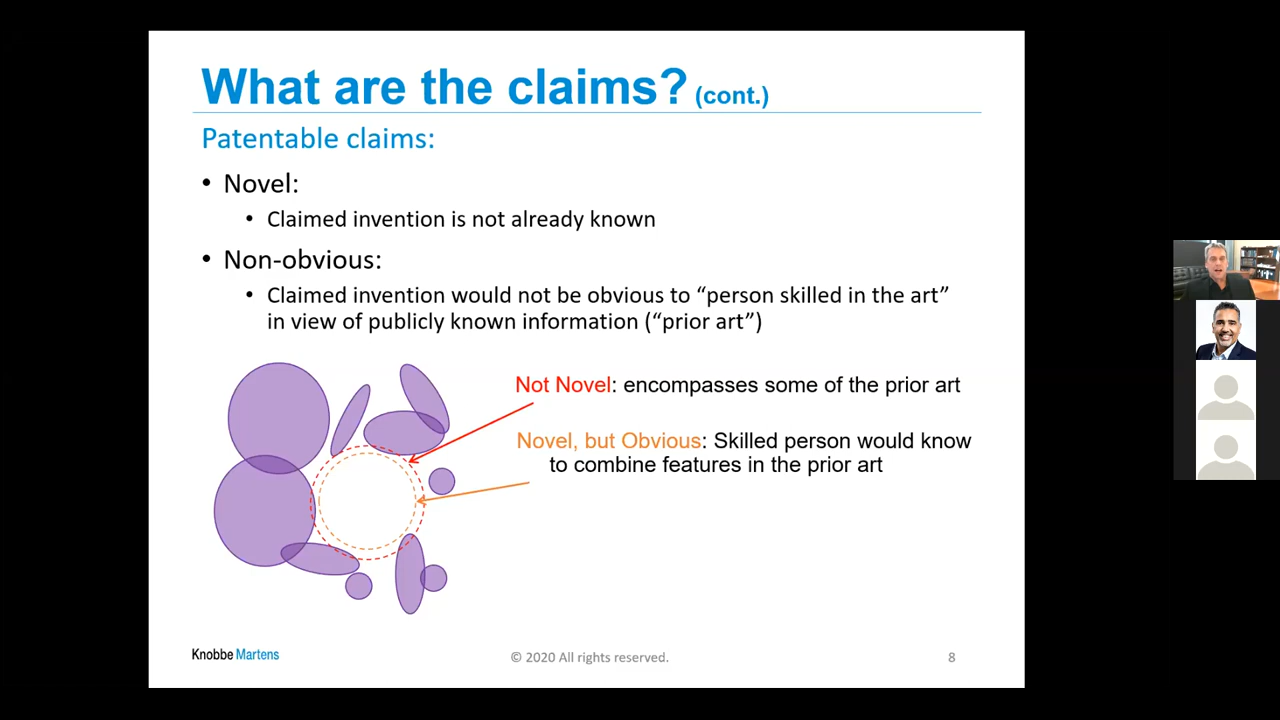 What are the claims? (cont.)
Patentable claims:
• Novel:
• Claimed invention is not already known
• Non-obvious:
• Claimed invention would not be obvious to “person skilled in the art”
in view of publicly known information (“prior art”)
Not Novel: encompasses some of the prior art
Novel, but Obvious: Skilled person would know
to combine features in the prior art
Knobbe Martens
© 2020 All rights reserved.
8